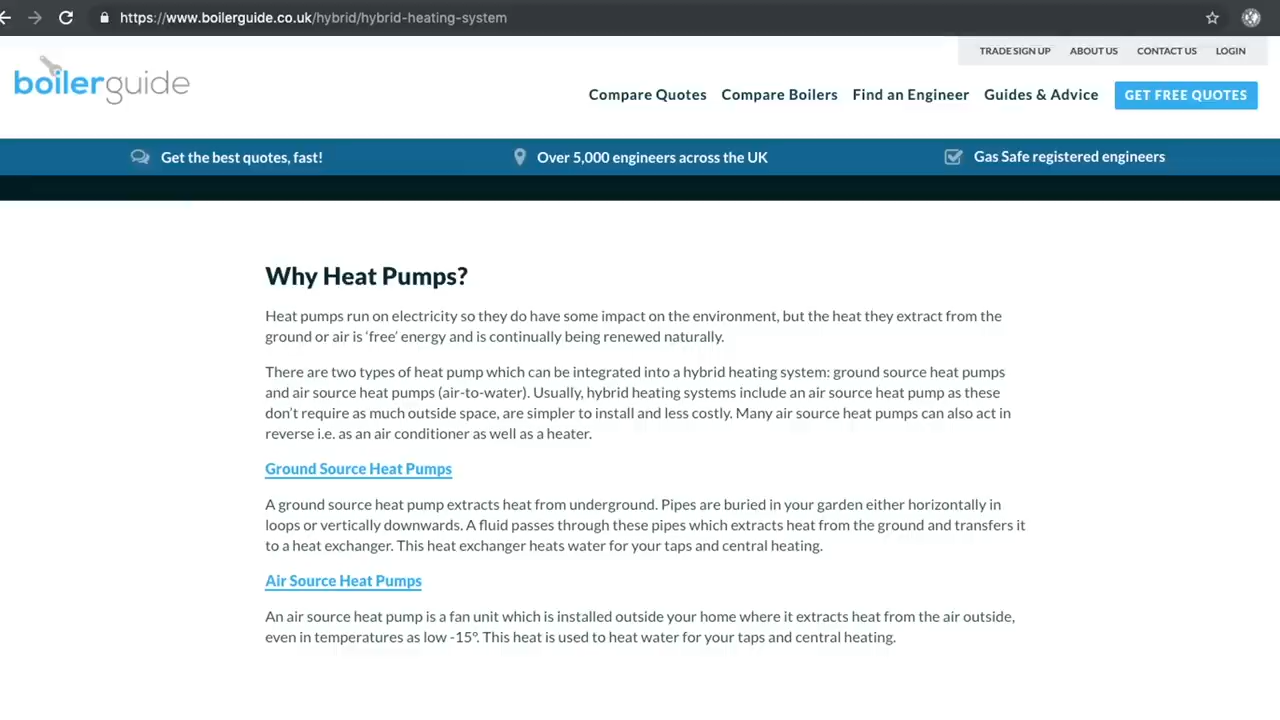 https://www.boilerguide.co.uk/hybrid/hybrid-heating-system
TRADE SIGN UP ABOUT US CONTACT US LOGIN
boilerguide
Compare Quotes Compare Boilers Find an Engineer Guides & Advice GET FREE QUOTES
Get the best quotes, fast! Over 5,000 engineers across the UK Gas Safe registered engineers
Why Heat Pumps?
Heat pumps run on electricity so they do have some impact on the environment, but the heat they extract from the
ground or air is ‘free’ energy and is continually being renewed naturally.
There are two types of heat pump which can be integrated into a hybrid heating system: ground source heat pumps
and air source heat pumps (air-to-water). Usually, hybrid heating systems include an air source heat pump as these
don’t require as much outside space, are simpler to install and less costly. Many air source heat pumps can also act in
reverse i.e. as an air conditioner as well as a heater.
Ground Source Heat Pumps
A ground source heat pump extracts heat from underground. Pipes are buried in your garden either horizontally in
loops or vertically downwards. A fluid passes through these pipes which extracts heat from the ground and transfers it
to a heat exchanger. This heat exchanger heats water for your taps and central heating.
Air Source Heat Pumps
An air source heat pump is a fan unit which is installed outside your home where it extracts heat from the air outside,
even in temperatures as low -15º. This heat is used to heat water for your taps and central heating.